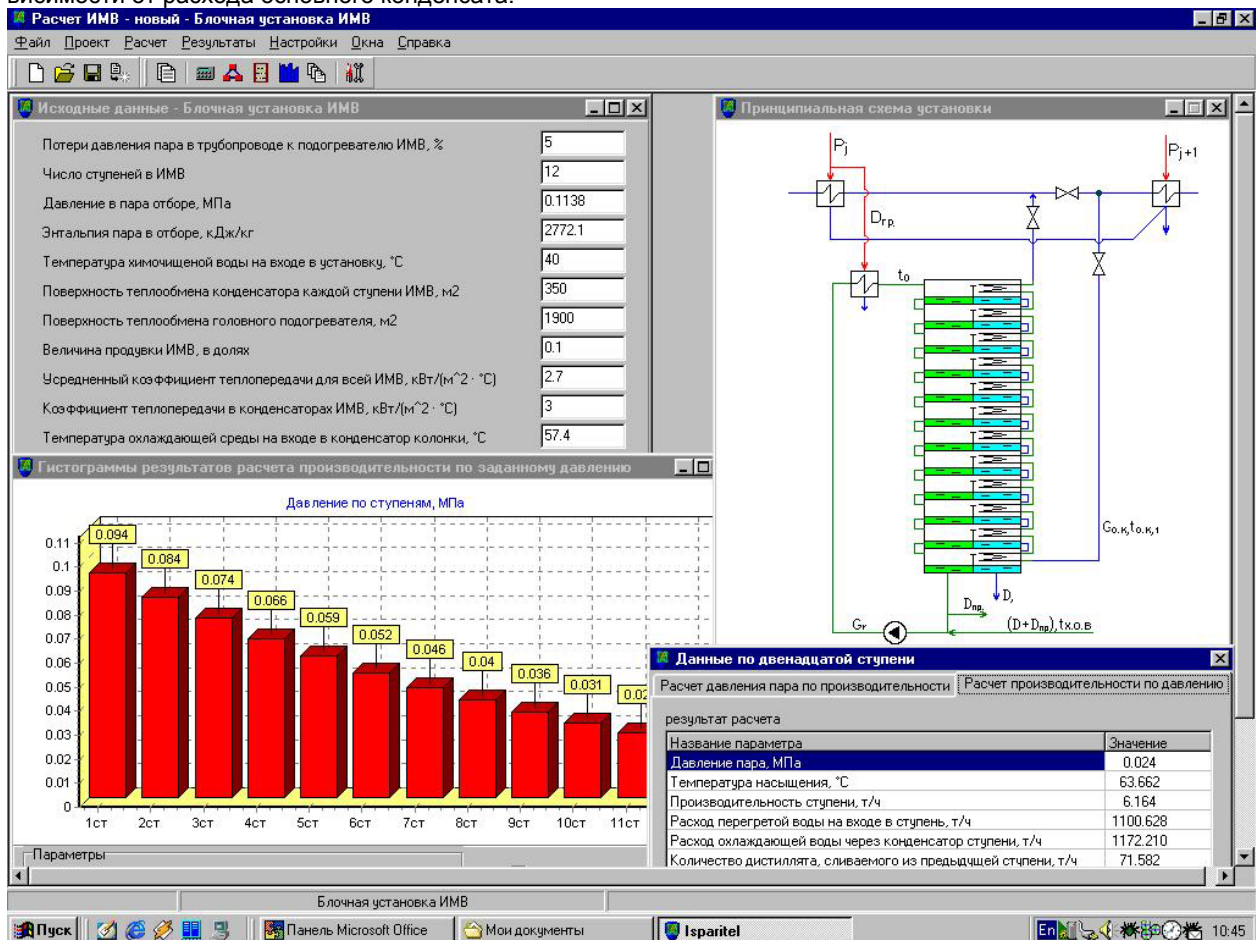 висимости от расхода основного конденсата.
Расчет ИМВ - новый - Блочная установка ИМВ
Файл Проект Расчет Результаты Настройки Окна Справка
Исходные данные - Блочная установка ИМВ
Потери давления пара в трубопроводе к подогревателю ИМВ, % 5
Число ступеней в ИМВ 12
Давление в пара отборе, МПа 0.1138
Энтальпия пара в отборе, кДж/кг 2772.1
Температура химочищеной воды на входе в установку, °С 40
Поверхность теплообмена конденсатора каждой ступени ИМВ, м2 350
Поверхность теплообмена головного подогревателя, м2 1900
Величина продувки ИМВ, в долях 0.1
Усредненный коэффициент теплопередачи для всей ИМВ, кВт/(м^2 · °С) 2.7
Коэффициент теплопередачи в конденсаторах ИМВ, кВт/(м^2 · °С) 3
Температура охлаждающей среды на входе в конденсатор колонки, °С 57.4
Принципиальная схема установки
Pj
Pj+1
Dгр.
to
Gо.к,tо.к,1
Dпр.
D,
Gг
(D+Dпр),tх.о.в
Гистограммы результатов расчета производительности по заданному давлению
Давление по ступеням, МПа
0.11
0.1
0.09
0.08
0.07
0.06
0.05
0.04
0.03
0.02
0.01
0
0.094
0.084
0.074
0.066
0.059
0.052
0.046
0.04
0.036
0.031
1ст 2ст 3ст 4ст 5ст 6ст 7ст 8ст 9ст 10ст 11ст
Параметры
Данные по двенадцатой ступени
Расчет давления пара по производительности Расчет производительности по давлению
результат расчета
Название параметра Значение
Давление пара, МПа 0.024
Температура насыщения, °С 63.662
Производительность ступени, т/ч 6.164
Расход перегретой воды на входе в ступень, т/ч 1100.628
Расход охлаждающей воды через конденсатор ступени, т/ч 1172.210
Количество дистиллята, сливаемого из предыдущей ступени, т/ч 71.582
Блочная установка ИМВ
Пуск Панель Microsoft Office Мои документы Isparitel En 10:45